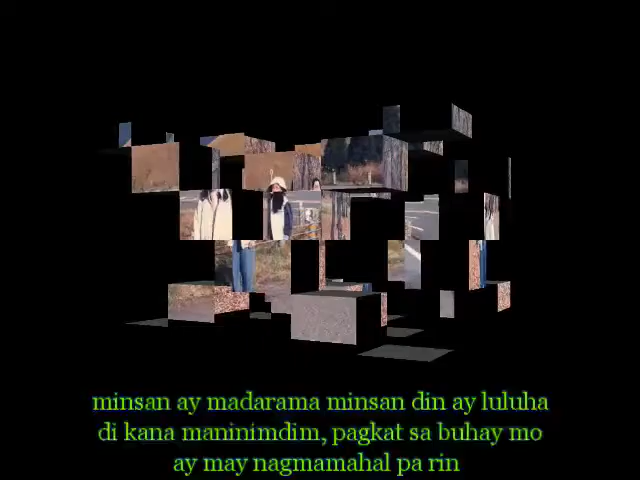 minsan ay madarama minsan din ay luluha
di kana maninimdim, pagkat sa buhay mo
ay may nagmamahal pa rin